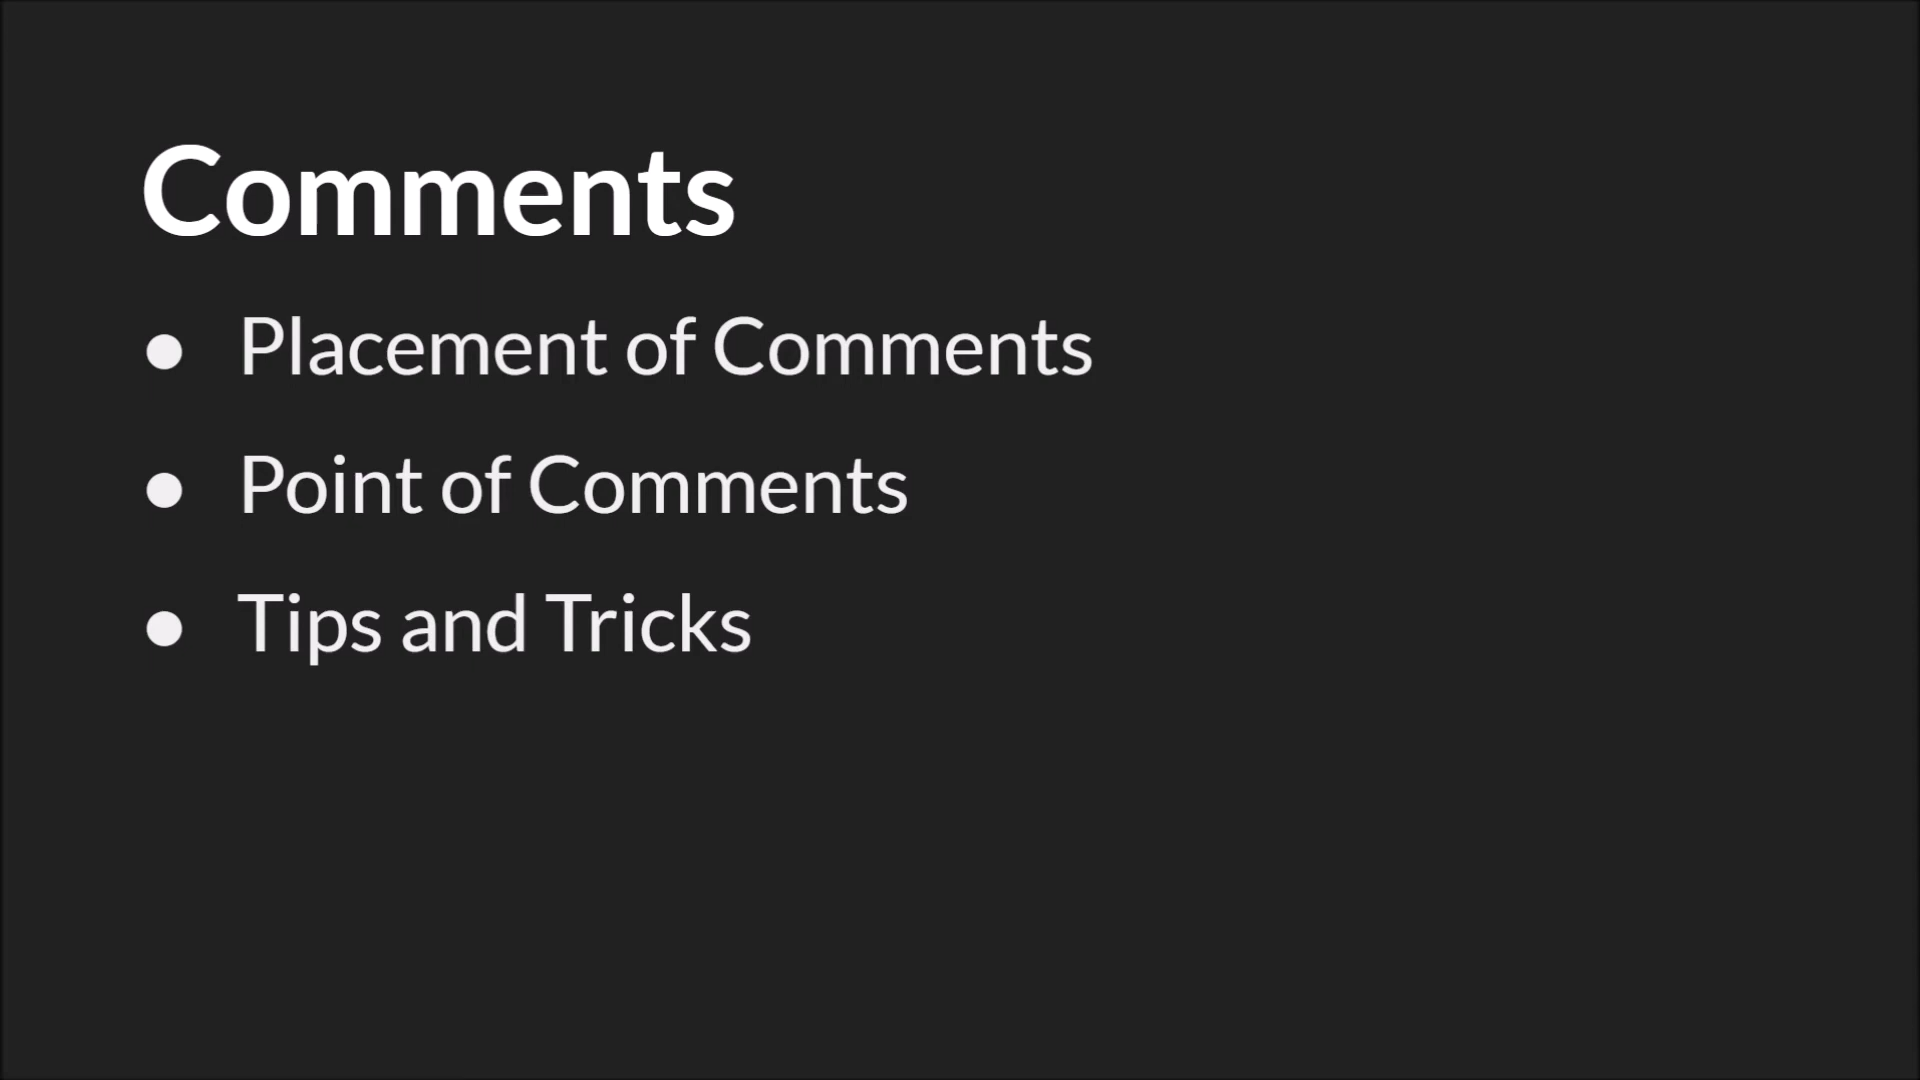 Comments
● Placement of Comments
● Point of Comments
● Tips and Tricks